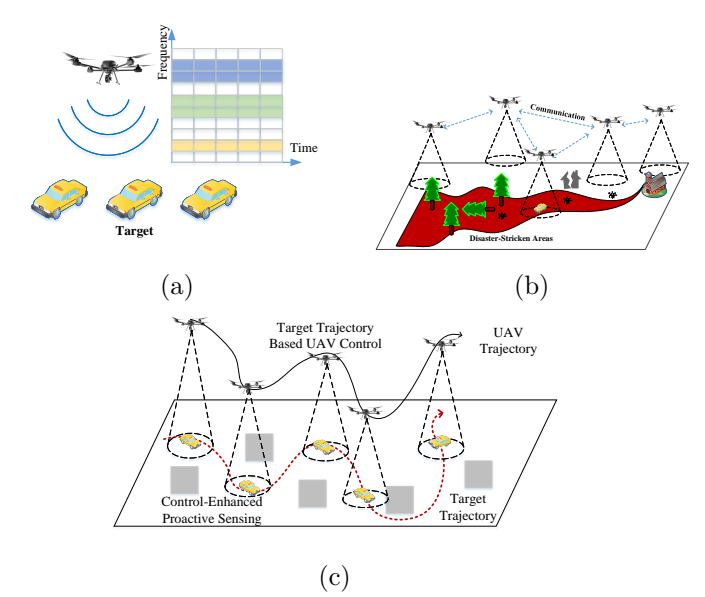 Frequency
Time
Target
(a)
Communication
Disaster-Stricken Areas
(b)
Target Trajectory
Based UAV Control
UAV
Trajectory
Control-Enhanced
Proactive Sensing
Target
Trajectory
(c)